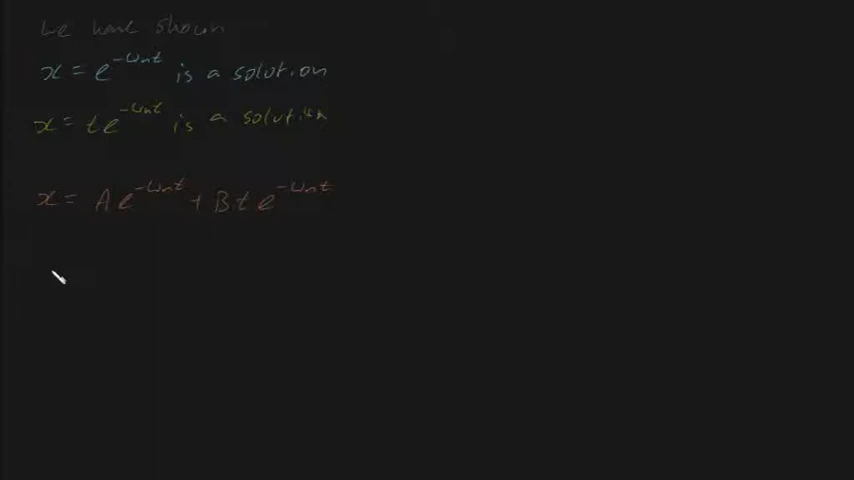 we have shown
x = e^{-ωnt} is a solution
x = te^{-ωnt} is a solution
x = Ae^{-ωnt} + Bte^{-ωnt}